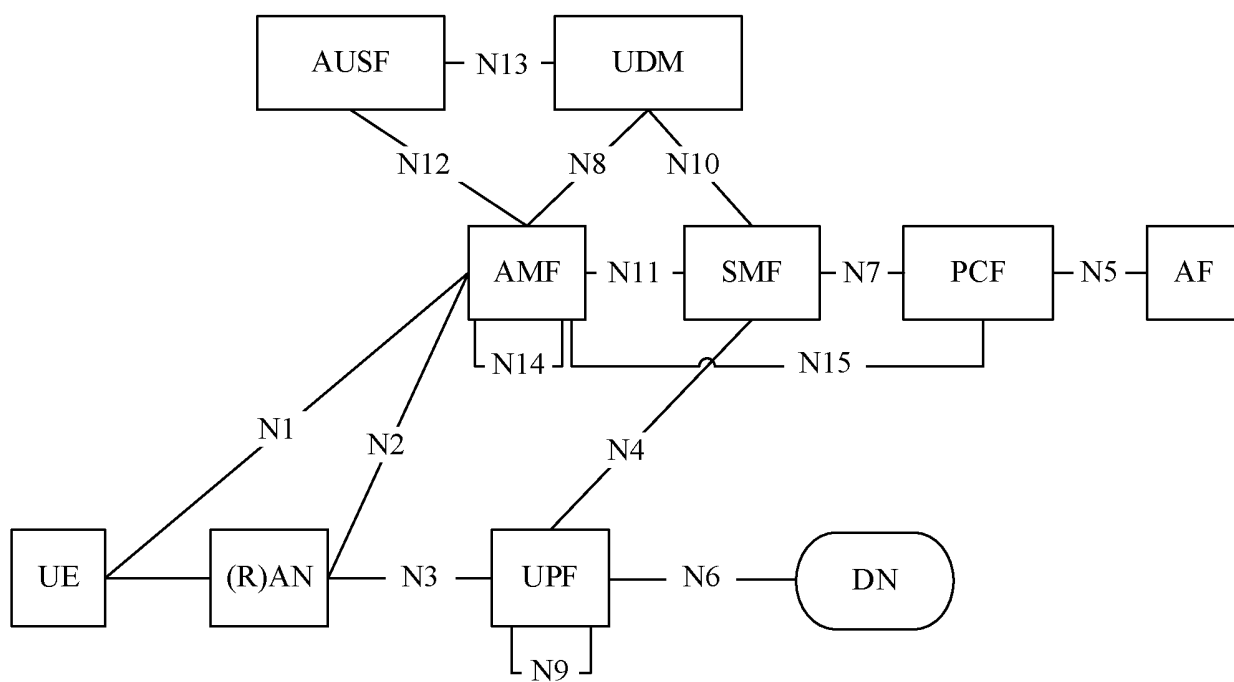 AUSF N13 UDM
N12 N8 N10
AMF N11 SMF N7 PCF N5 AF
N14 N15
N1 N2 N4
UE (R)AN N3 UPF N6 DN
N9